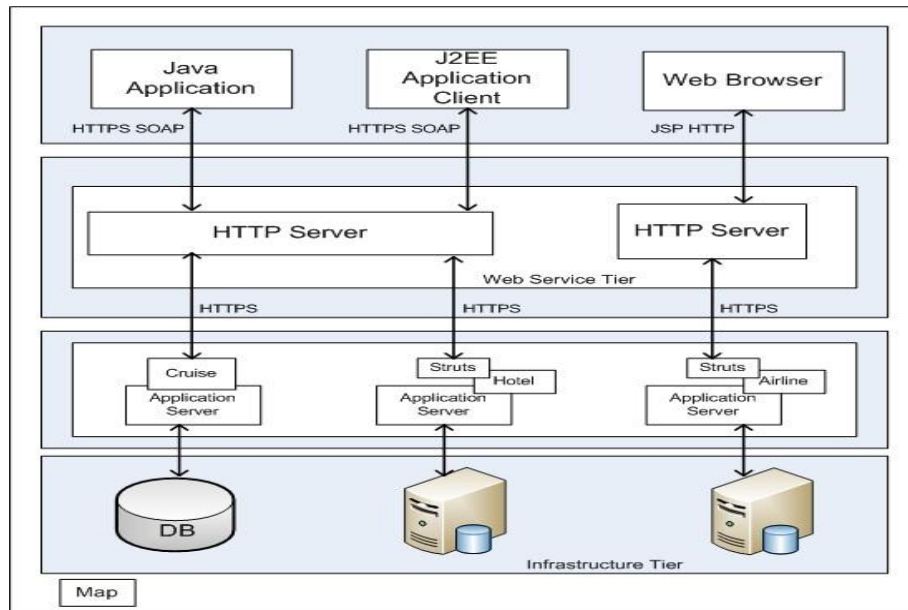 Java
Application
J2EE
Application
Client
Web Browser
HTTPS SOAP
HTTPS SOAP
JSP HTTP
HTTP Server
HTTP Server
Web Service Tier
HTTPS
HTTPS
HTTPS
Cruise
Application
Server
Struts
Hotel
Application
Server
Struts
Airline
Application
Server
DB
Infrastructure Tier
Map